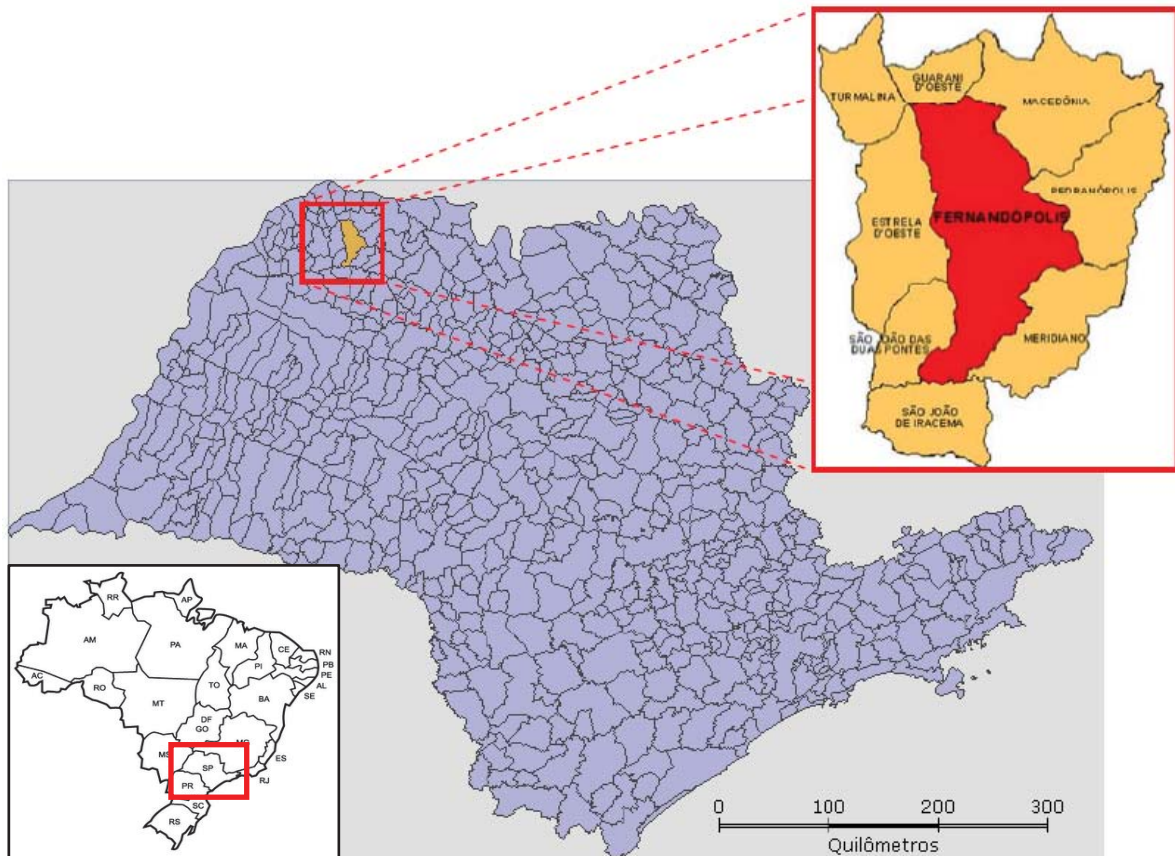 GUARANI
D'OESTE
TURMALINA
MACEDÔNIA
PEDRANÓPOLIS
FERNANDÓPOLIS
ESTRELA
D'OESTE
SÃO JOÃO DAS
DUAS PONTES
MERIDIANO
SÃO JOÃO
DE IRACEMA
RR
AP
AM
PA
MA
CE
RN
PB
PI
PE
AC
AL
RO
TO
SE
BA
MT
DF
GO
MS
MG
ES
SP
RJ
PR
SC
RS
0 100 200 300
Quilômetros